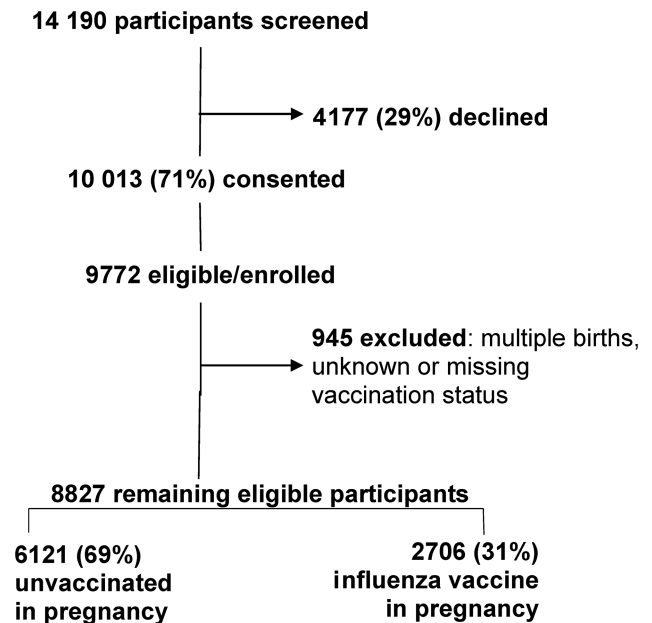 14 190 participants screened
4177 (29%) declined
10 013 (71%) consented
9772 eligible/enrolled
945 excluded: multiple births,
unknown or missing
vaccination status
8827 remaining eligible participants
6121 (69%)
unvaccinated
in pregnancy
2706 (31%)
influenza vaccine
in pregnancy